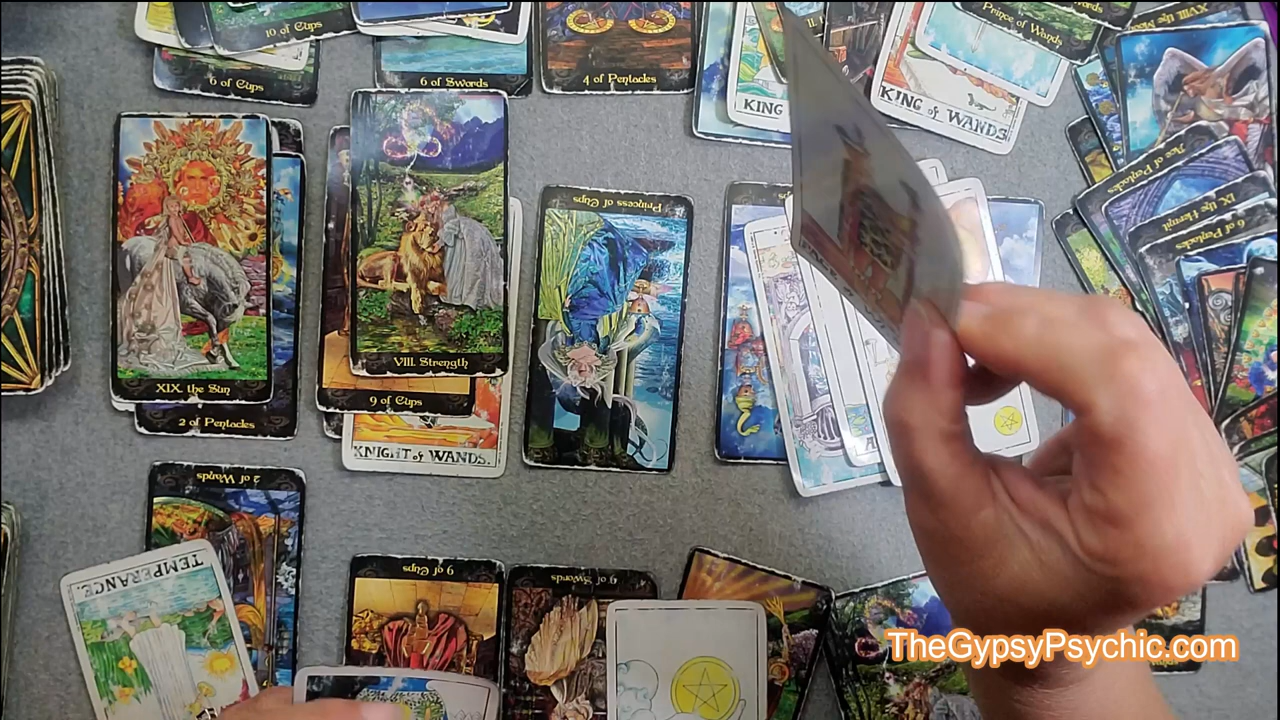 10 of Cups
6 of Cups
6 of Swords
4 of Pentacles
KING
KING of WANDS
Prince of Wands
XVIII the Moon
Ace of Pentacles
IX the Hermit
6 of Pentacles
XIX. the Sun
2 of Pentacles
VIII. Strength
9 of Cups
KNIGHT of WANDS.
Princess of Cups
2 of Wands
TEMPERANCE.
9 of Cups
9 of Swords
TheGypsyPsychic.com